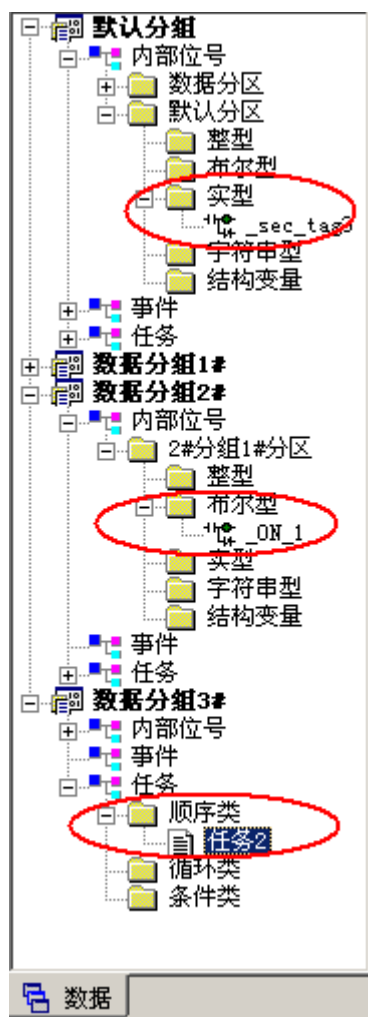 默认分组
内部位号
数据分区
默认分区
整型
布尔型
实型
_sec_tag3
字符串型
结构变量
事件
任务
数据分组1#
数据分组2#
内部位号
2#分组1#分区
整型
布尔型
_ON_1
实型
字符串型
结构变量
事件
任务
数据分组3#
内部位号
事件
任务
顺序类
任务2
循环类
条件类
数据